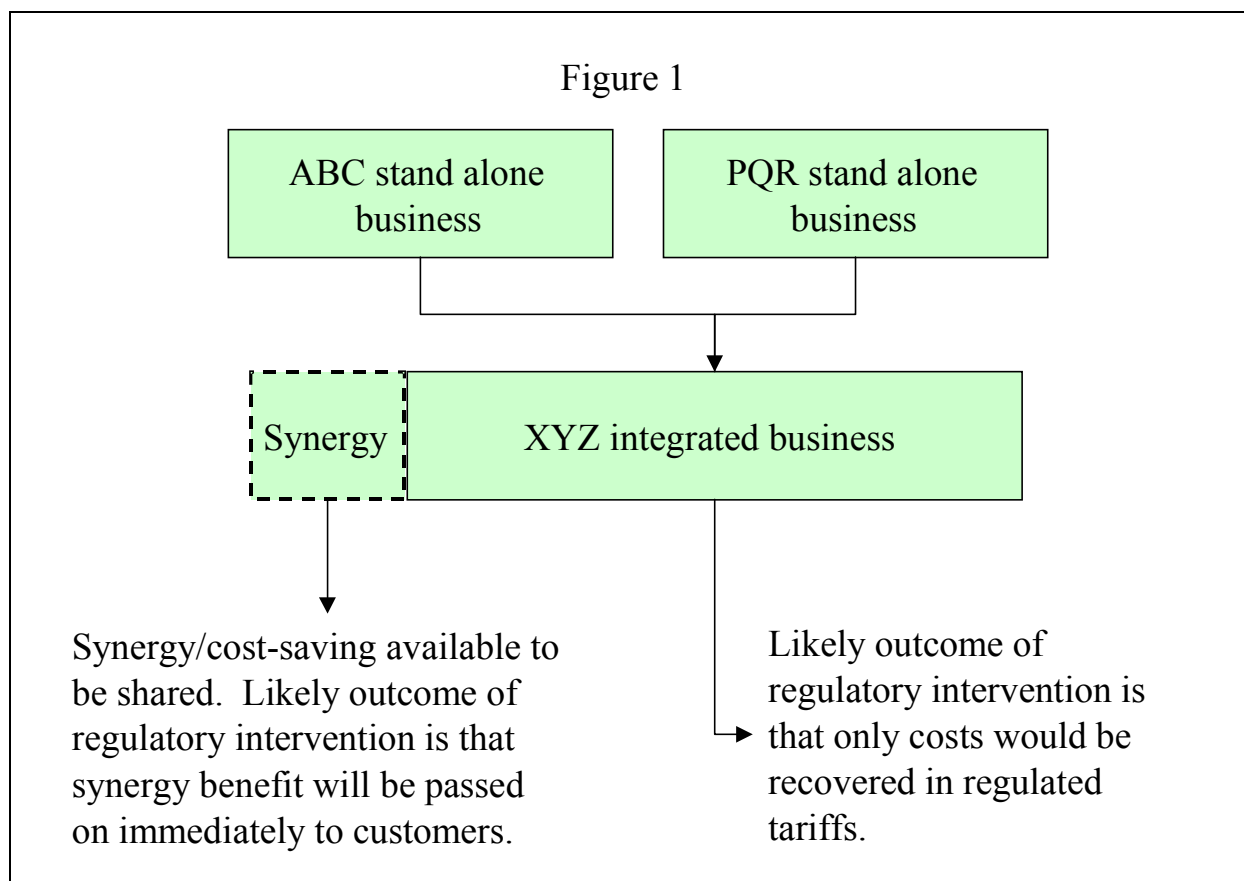 Figure 1
ABC stand alone
business
PQR stand alone
business
Synergy
XYZ integrated business
Synergy/cost-saving available to
be shared.  Likely outcome of
regulatory intervention is that
synergy benefit will be passed
on immediately to customers.
Likely outcome of
regulatory intervention is
that only costs would be
recovered in regulated
tariffs.